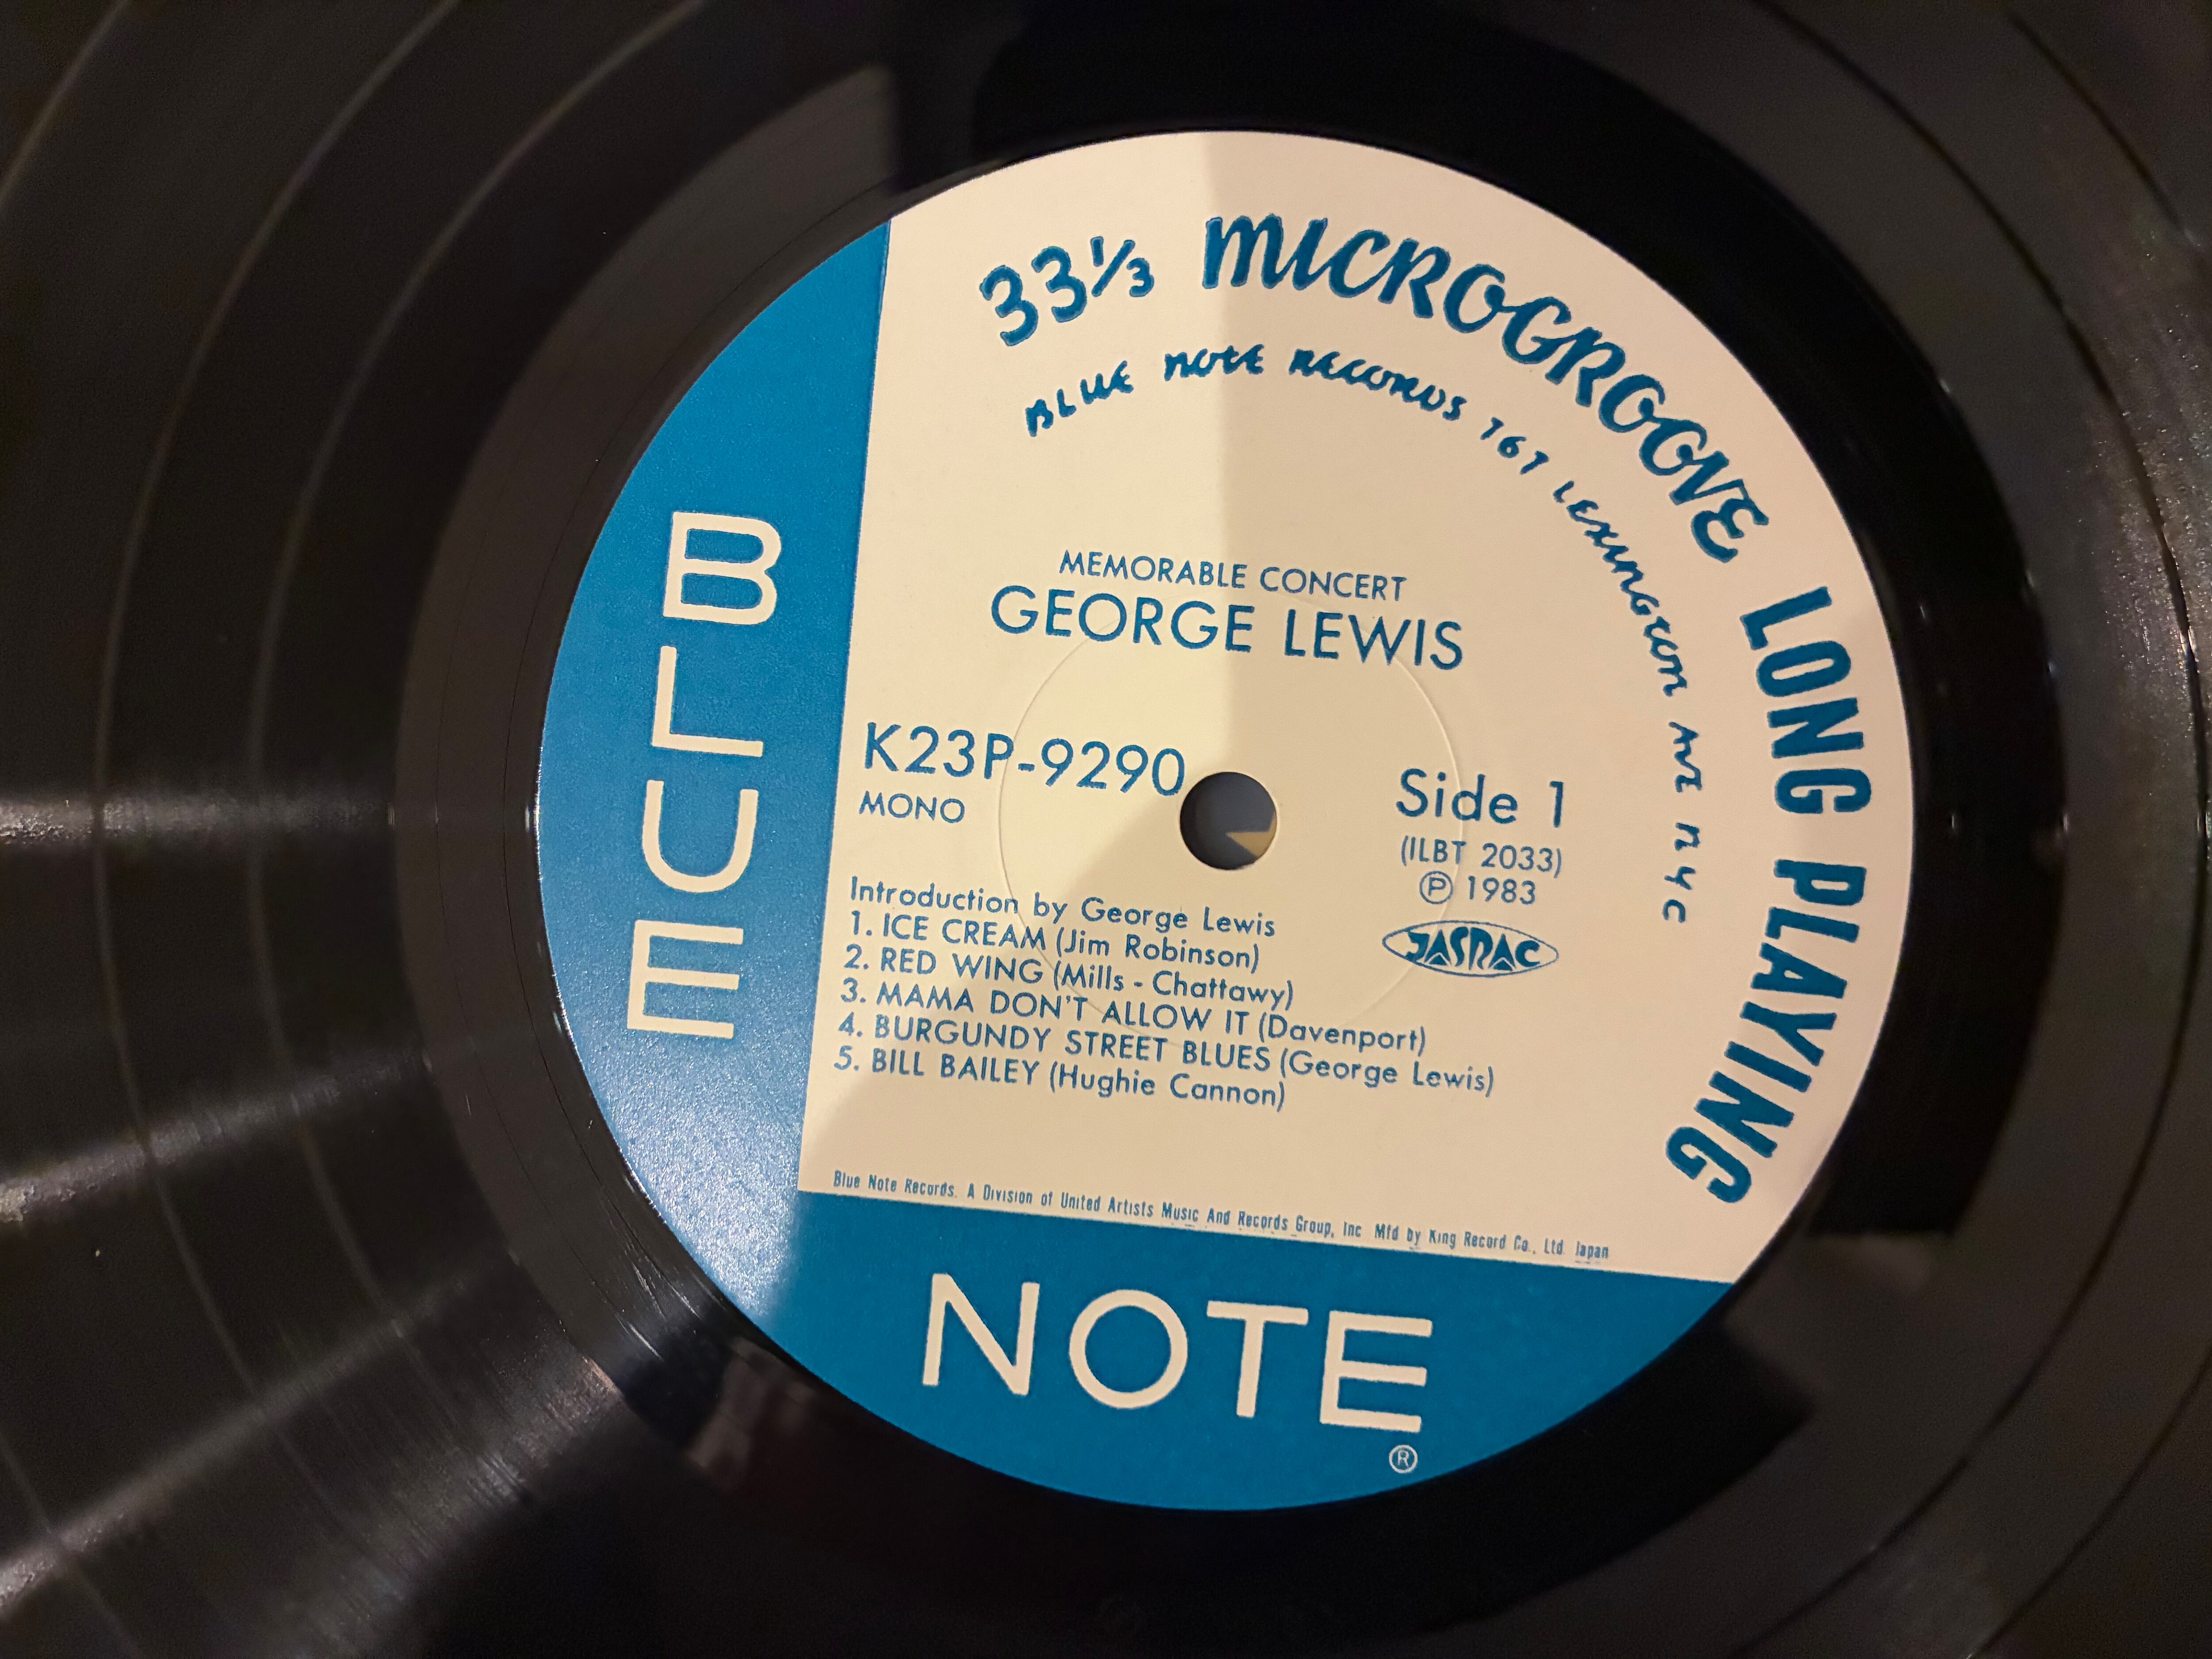 33⅓ MICROGROOVE LONG PLAYING
BLUE NOTE RECORDS 767 LEXINGTON AVE NYC
BLUE
MEMORABLE CONCERT
GEORGE LEWIS
K23P-9290
MONO
Side 1
(ILBT 2033)
Ⓟ 1983
JASRAC
Introduction by George Lewis
1. ICE CREAM (Jim Robinson)
2. RED WING (Mills - Chattawy)
3. MAMA DON'T ALLOW IT (Davenport)
4. BURGUNDY STREET BLUES (George Lewis)
5. BILL BAILEY (Hughie Cannon)
Blue Note Records. A Division of United Artists Music And Records Group, Inc Mfd by King Record Co., Ltd. Japan
NOTE
®